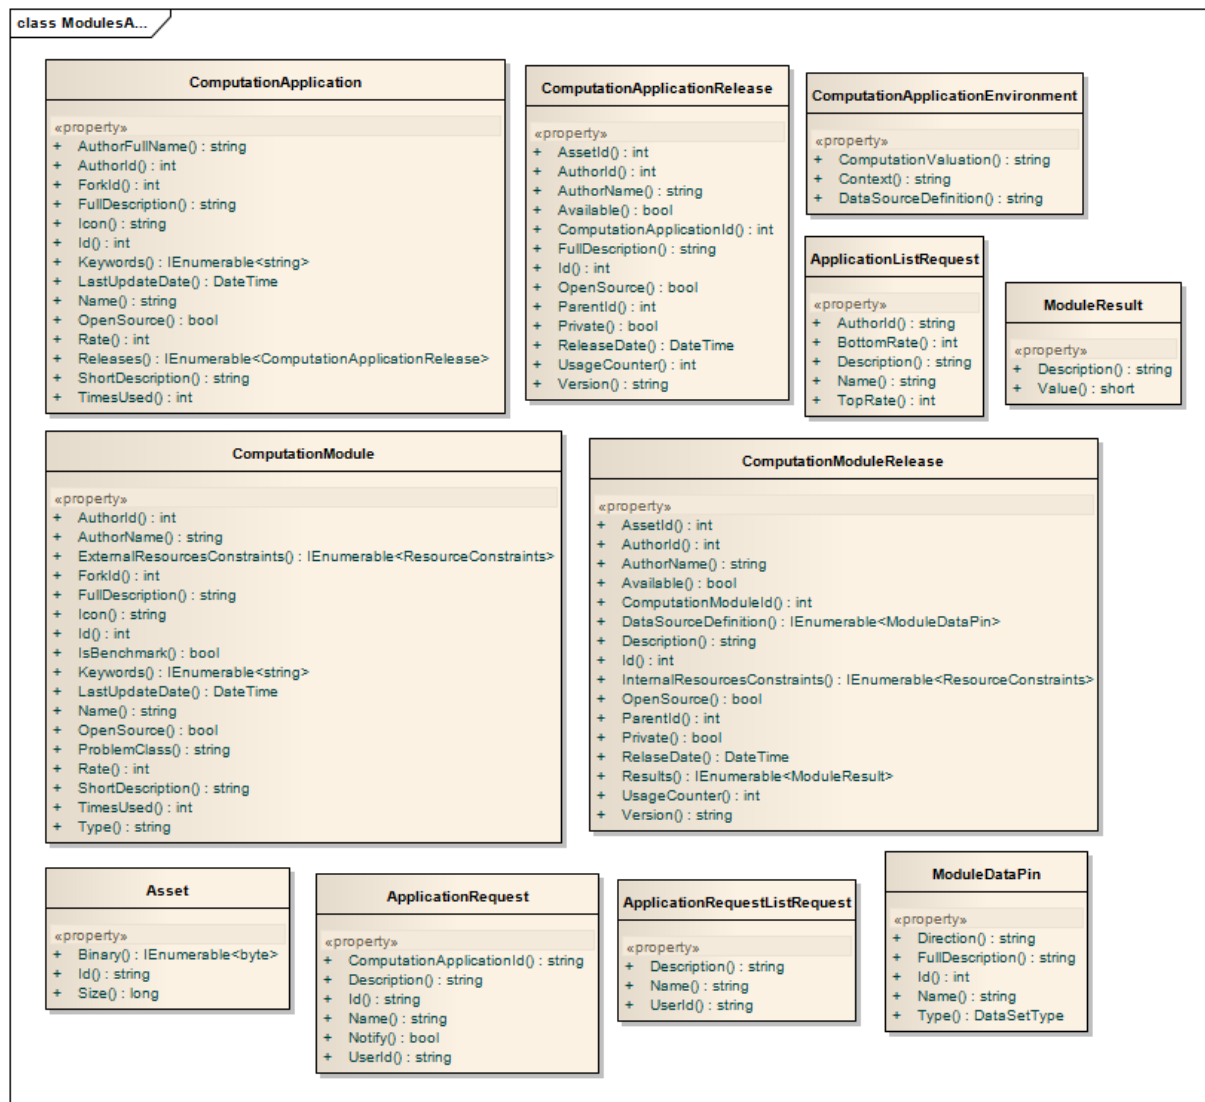 class ModulesA...
ComputationApplication
«property»
+ AuthorFullName() : string
+ AuthorId() : int
+ ForkId() : int
+ FullDescription() : string
+ Icon() : string
+ Id() : int
+ Keywords() : IEnumerable<string>
+ LastUpdateDate() : DateTime
+ Name() : string
+ OpenSource() : bool
+ Rate() : int
+ Releases() : IEnumerable<ComputationApplicationRelease>
+ ShortDescription() : string
+ TimesUsed() : int
ComputationApplicationRelease
«property»
+ AssetId() : int
+ AuthorId() : int
+ AuthorName() : string
+ Available() : bool
+ ComputationApplicationId() : int
+ FullDescription() : string
+ Id() : int
+ OpenSource() : bool
+ ParentId() : int
+ Private() : bool
+ ReleaseDate() : DateTime
+ UsageCounter() : int
+ Version() : string
ComputationApplicationEnvironment
«property»
+ ComputationValuation() : string
+ Context() : string
+ DataSourceDefinition() : string
ApplicationListRequest
«property»
+ AuthorId() : string
+ BottomRate() : int
+ Description() : string
+ Name() : string
+ TopRate() : int
ModuleResult
«property»
+ Description() : string
+ Value() : short
ComputationModule
«property»
+ AuthorId() : int
+ AuthorName() : string
+ ExternalResourcesConstraints() : IEnumerable<ResourceConstraints>
+ ForkId() : int
+ FullDescription() : string
+ Icon() : string
+ Id() : int
+ IsBenchmark() : bool
+ Keywords() : IEnumerable<string>
+ LastUpdateDate() : DateTime
+ Name() : string
+ OpenSource() : bool
+ ProblemClass() : string
+ Rate() : int
+ ShortDescription() : string
+ TimesUsed() : int
+ Type() : string
ComputationModuleRelease
«property»
+ AssetId() : int
+ AuthorId() : int
+ AuthorName() : string
+ Available() : bool
+ ComputationModuleId() : int
+ DataSourceDefinition() : IEnumerable<ModuleDataPin>
+ Description() : string
+ Id() : int
+ InternalResourcesConstraints() : IEnumerable<ResourceConstraints>
+ OpenSource() : bool
+ ParentId() : int
+ Private() : bool
+ RelaseDate() : DateTime
+ Results() : IEnumerable<ModuleResult>
+ UsageCounter() : int
+ Version() : string
Asset
«property»
+ Binary() : IEnumerable<byte>
+ Id() : string
+ Size() : long
ApplicationRequest
«property»
+ ComputationApplicationId() : string
+ Description() : string
+ Id() : string
+ Name() : string
+ Notify() : bool
+ UserId() : string
ApplicationRequestListRequest
«property»
+ Description() : string
+ Name() : string
+ UserId() : string
ModuleDataPin
«property»
+ Direction() : string
+ FullDescription() : string
+ Id() : int
+ Name() : string
+ Type() : DataSetType